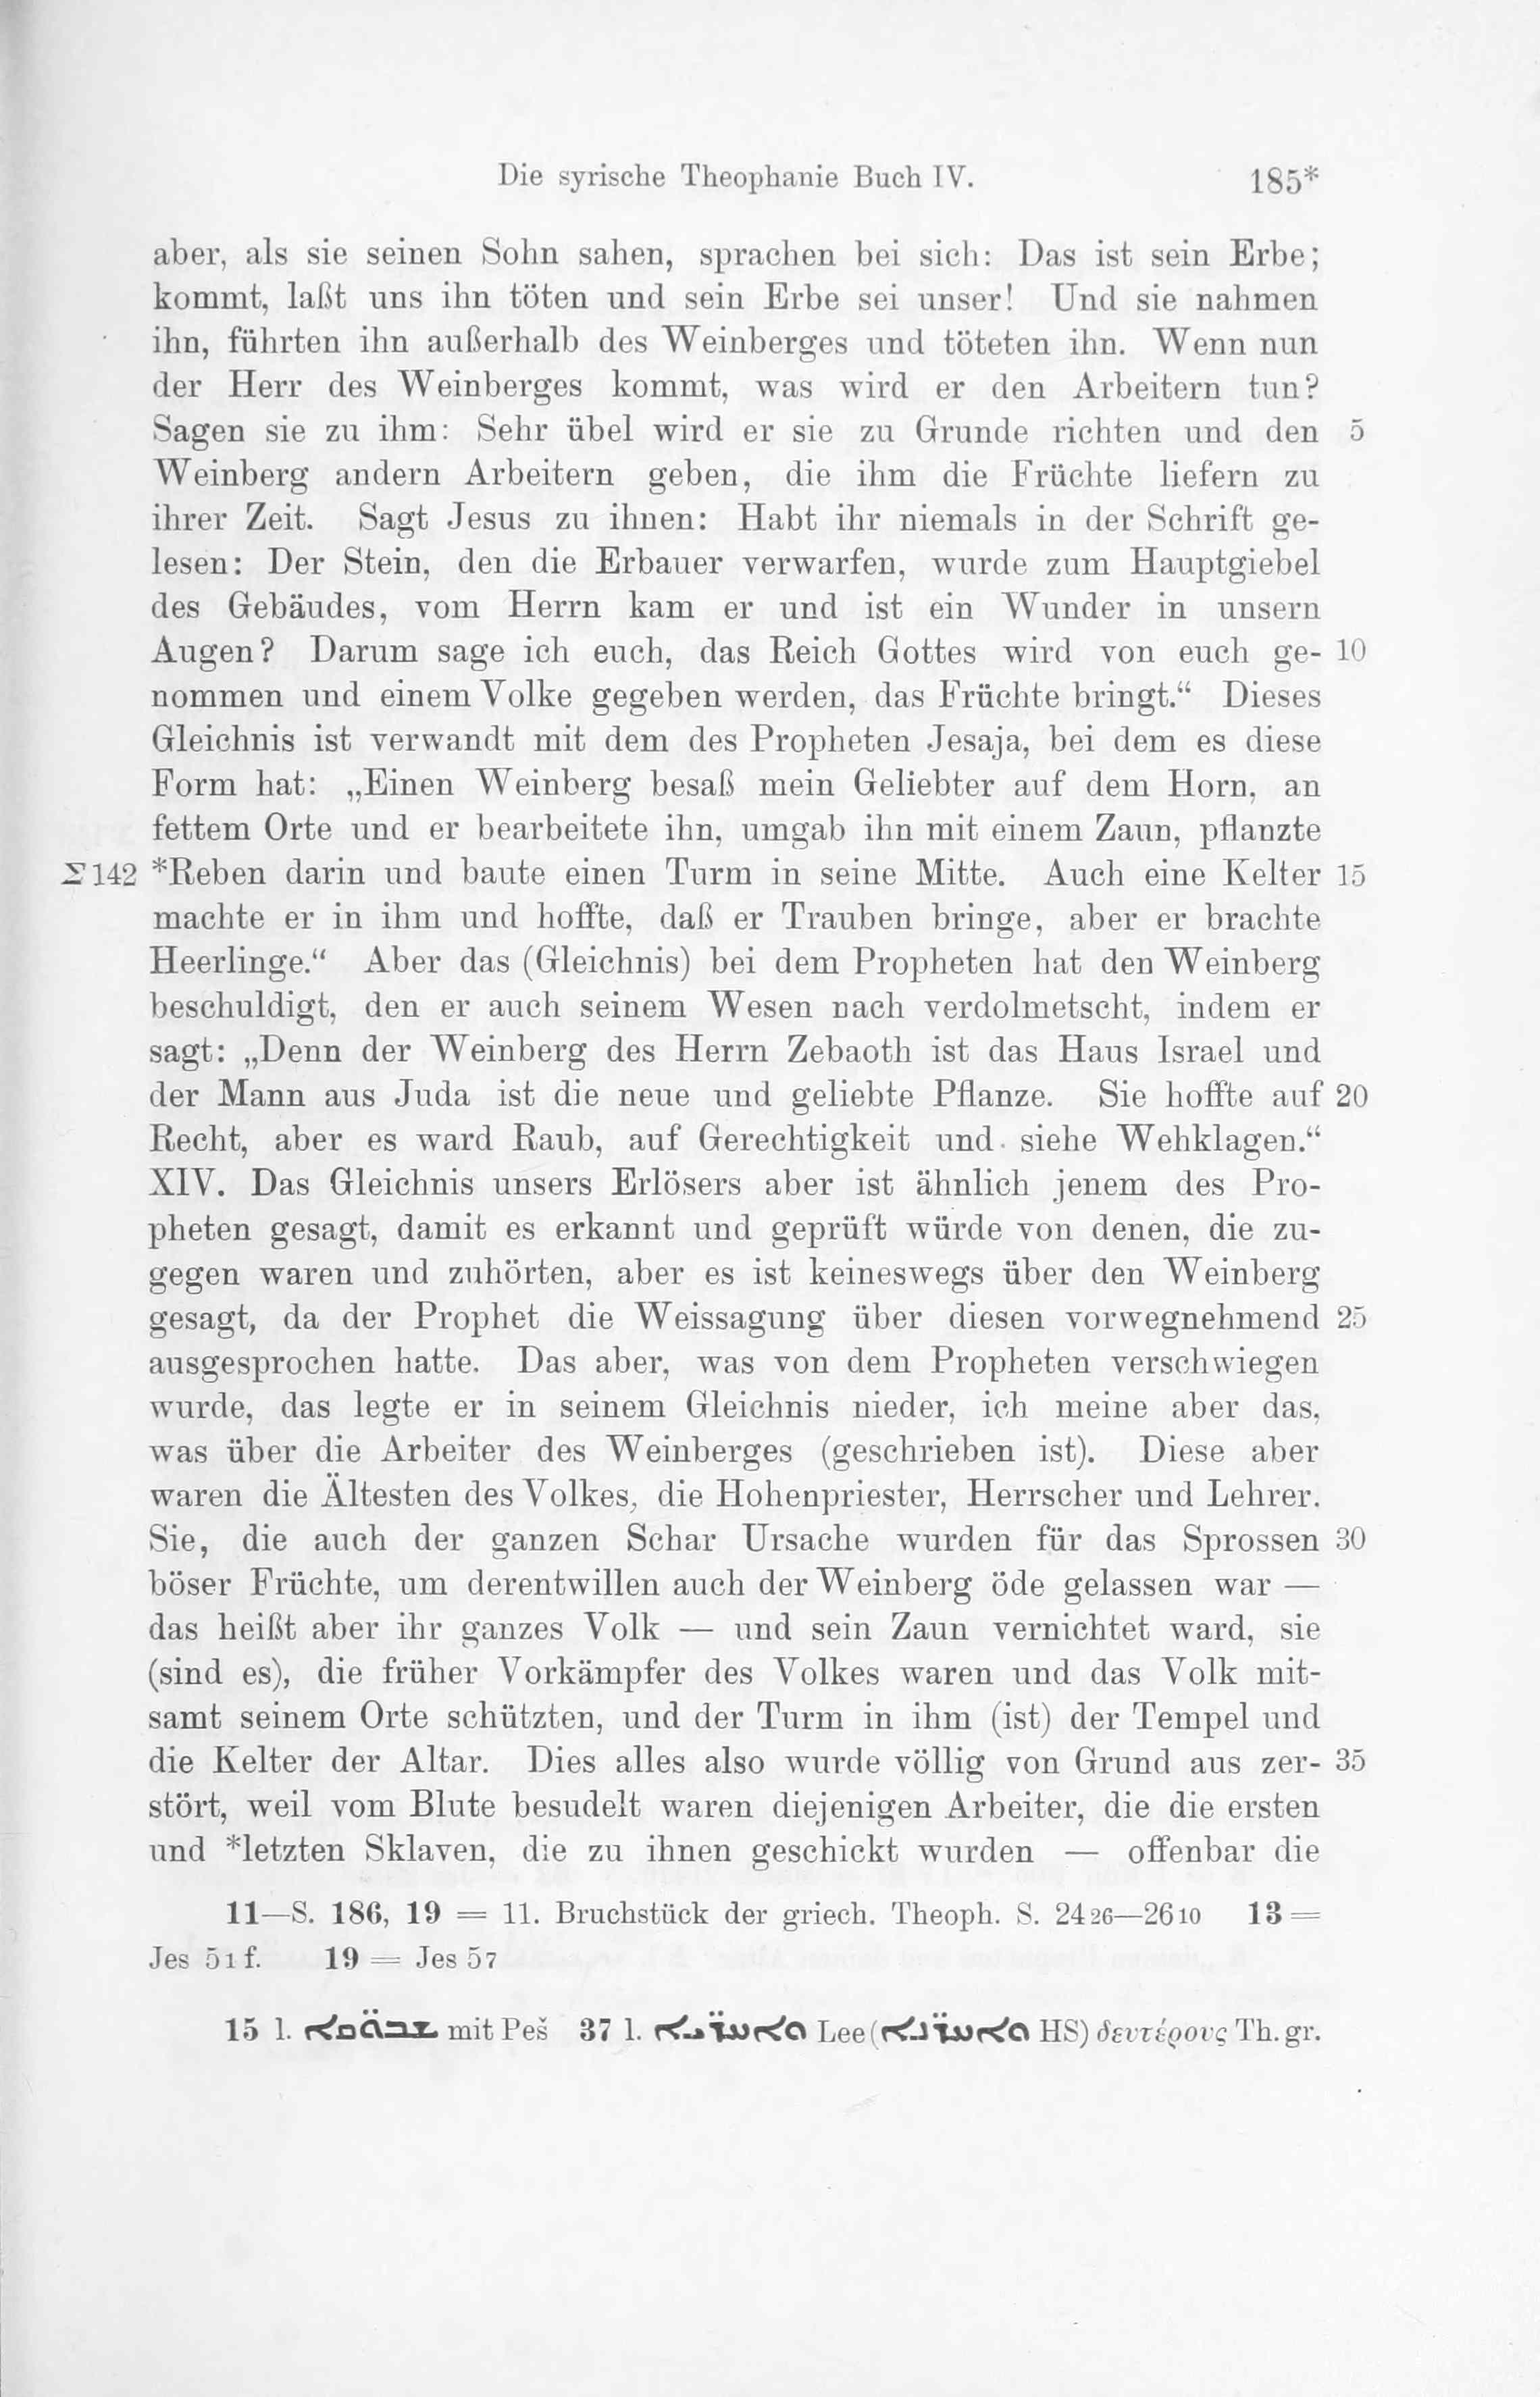 Die syrische Theophanie Buch IV. 185*
aber, als sie seinen Sohn sahen, sprachen bei sich: Das ist sein Erbe;
kommt, laßt uns ihn töten und sein Erbe sei unser! Und sie nahmen
ihn, führten ihn außerhalb des Weinberges und töteten ihn. Wenn nun
der Herr des Weinberges kommt, was wird er den Arbeitern tun?
Sagen sie zu ihm: Sehr übel wird er sie zu Grunde richten und den 5
Weinberg andern Arbeitern geben, die ihm die Früchte liefern zu
ihrer Zeit. Sagt Jesus zu ihnen: Habt ihr niemals in der Schrift ge-
lesen: Der Stein, den die Erbauer verwarfen, wurde zum Hauptgiebel
des Gebäudes, vom Herrn kam er und ist ein Wunder in unsern
Augen? Darum sage ich euch, das Reich Gottes wird von euch ge- 10
nommen und einem Volke gegeben werden, das Früchte bringt.“ Dieses
Gleichnis ist verwandt mit dem des Propheten Jesaja, bei dem es diese
Form hat: „Einen Weinberg besaß mein Geliebter auf dem Horn, an
fettem Orte und er bearbeitete ihn, umgab ihn mit einem Zaun, pflanzte
Σ 142 *Reben darin und baute einen Turm in seine Mitte. Auch eine Kelter 15
machte er in ihm und hoffte, daß er Trauben bringe, aber er brachte
Heerlinge.“ Aber das (Gleichnis) bei dem Propheten hat den Weinberg
beschuldigt, den er auch seinem Wesen nach verdolmetscht, indem er
sagt: „Denn der Weinberg des Herrn Zebaoth ist das Haus Israel und
der Mann aus Juda ist die neue und geliebte Pflanze. Sie hoffte auf 20
Recht, aber es ward Raub, auf Gerechtigkeit und siehe Wehklagen.“
XIV. Das Gleichnis unsers Erlösers aber ist ähnlich jenem des Pro-
pheten gesagt, damit es erkannt und geprüft würde von denen, die zu-
gegen waren und zuhörten, aber es ist keineswegs über den Weinberg
gesagt, da der Prophet die Weissagung über diesen vorwegnehmend 25
ausgesprochen hatte. Das aber, was von dem Propheten verschwiegen
wurde, das legte er in seinem Gleichnis nieder, ich meine aber das,
was über die Arbeiter des Weinberges (geschrieben ist). Diese aber
waren die Ältesten des Volkes, die Hohenpriester, Herrscher und Lehrer.
Sie, die auch der ganzen Schar Ursache wurden für das Sprossen 30
böser Früchte, um derentwillen auch der Weinberg öde gelassen war —
das heißt aber ihr ganzes Volk — und sein Zaun vernichtet ward, sie
(sind es), die früher Vorkämpfer des Volkes waren und das Volk mit-
samt seinem Orte schützten, und der Turm in ihm (ist) der Tempel und
die Kelter der Altar. Dies alles also wurde völlig von Grund aus zer- 35
stört, weil vom Blute besudelt waren diejenigen Arbeiter, die die ersten
und *letzten Sklaven, die zu ihnen geschickt wurden — offenbar die
11—S. 186, 19 = 11. Bruchstück der griech. Theoph. S. 24 26—26 10 13 =
Jes 5 1 f. 19 = Jes 5 7
15 l. ܫܒܘ̈ܩܐ mit Peš 37 l. ܘܐܚܪ̈ܝܐ Lee (ܘܐܚܪ̈ܢܐ HS) δευτέρους Th. gr.